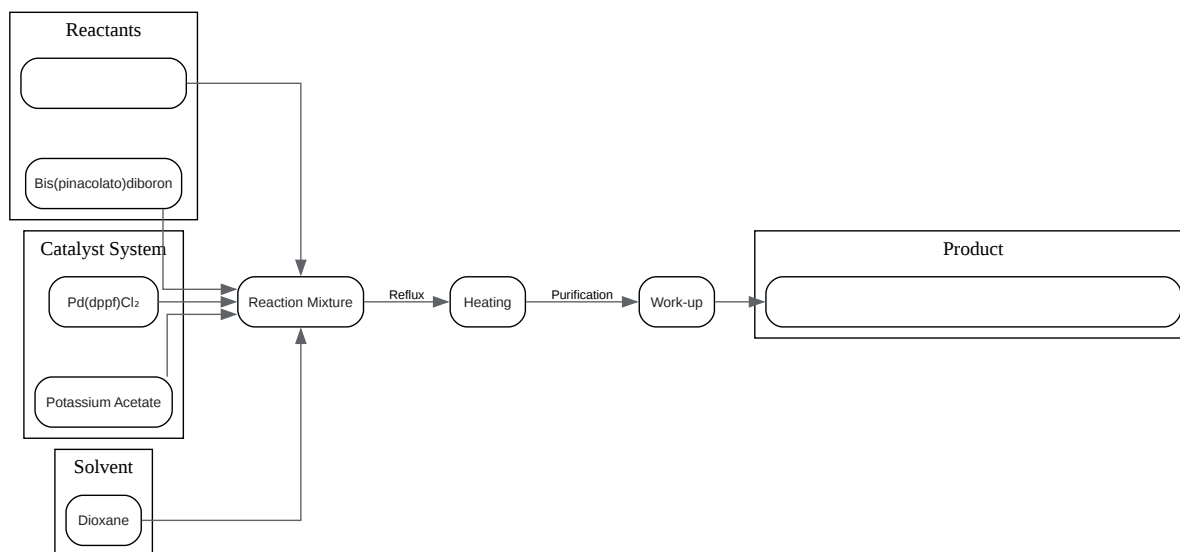 Reactants
Bis(pinacolato)diboron
Catalyst System
Pd(dppf)Cl₂
Potassium Acetate
Solvent
Dioxane
Reaction Mixture
Reflux
Heating
Purification
Work-up
Product